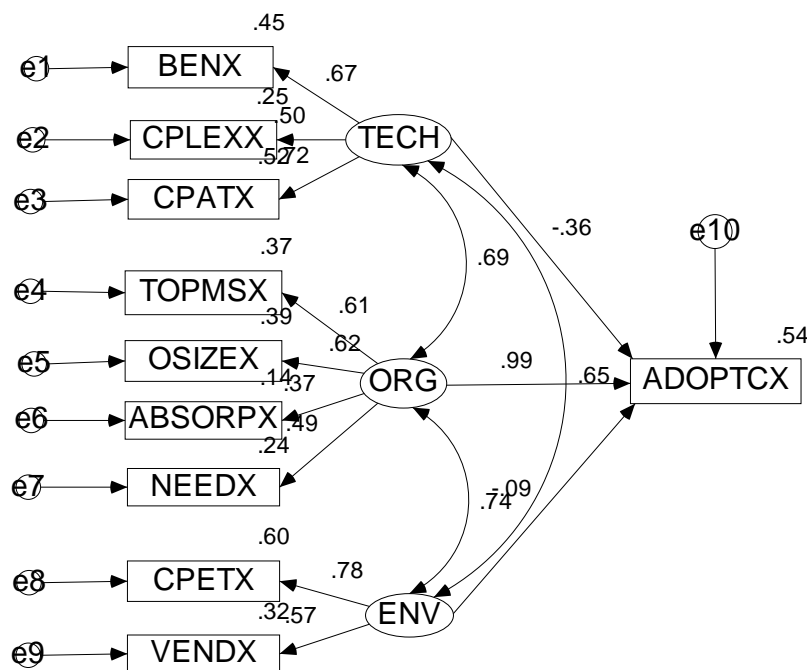 .45
e1 BENX .67
.25
.50
e2 CPLEXX TECH
.52 .72
e3 CPATX
-.36
e10
.37 .69
e4 TOPMSX .61
.39
.62 .54
e5 OSIZEX .99
.14 .37 ORG .65 ADOPTCX
e6 ABSORPX
.49
.24
e7 NEEDX
-.09
.74
.60
e8 CPETX .78
.32 .57 ENV
e9 VENDX